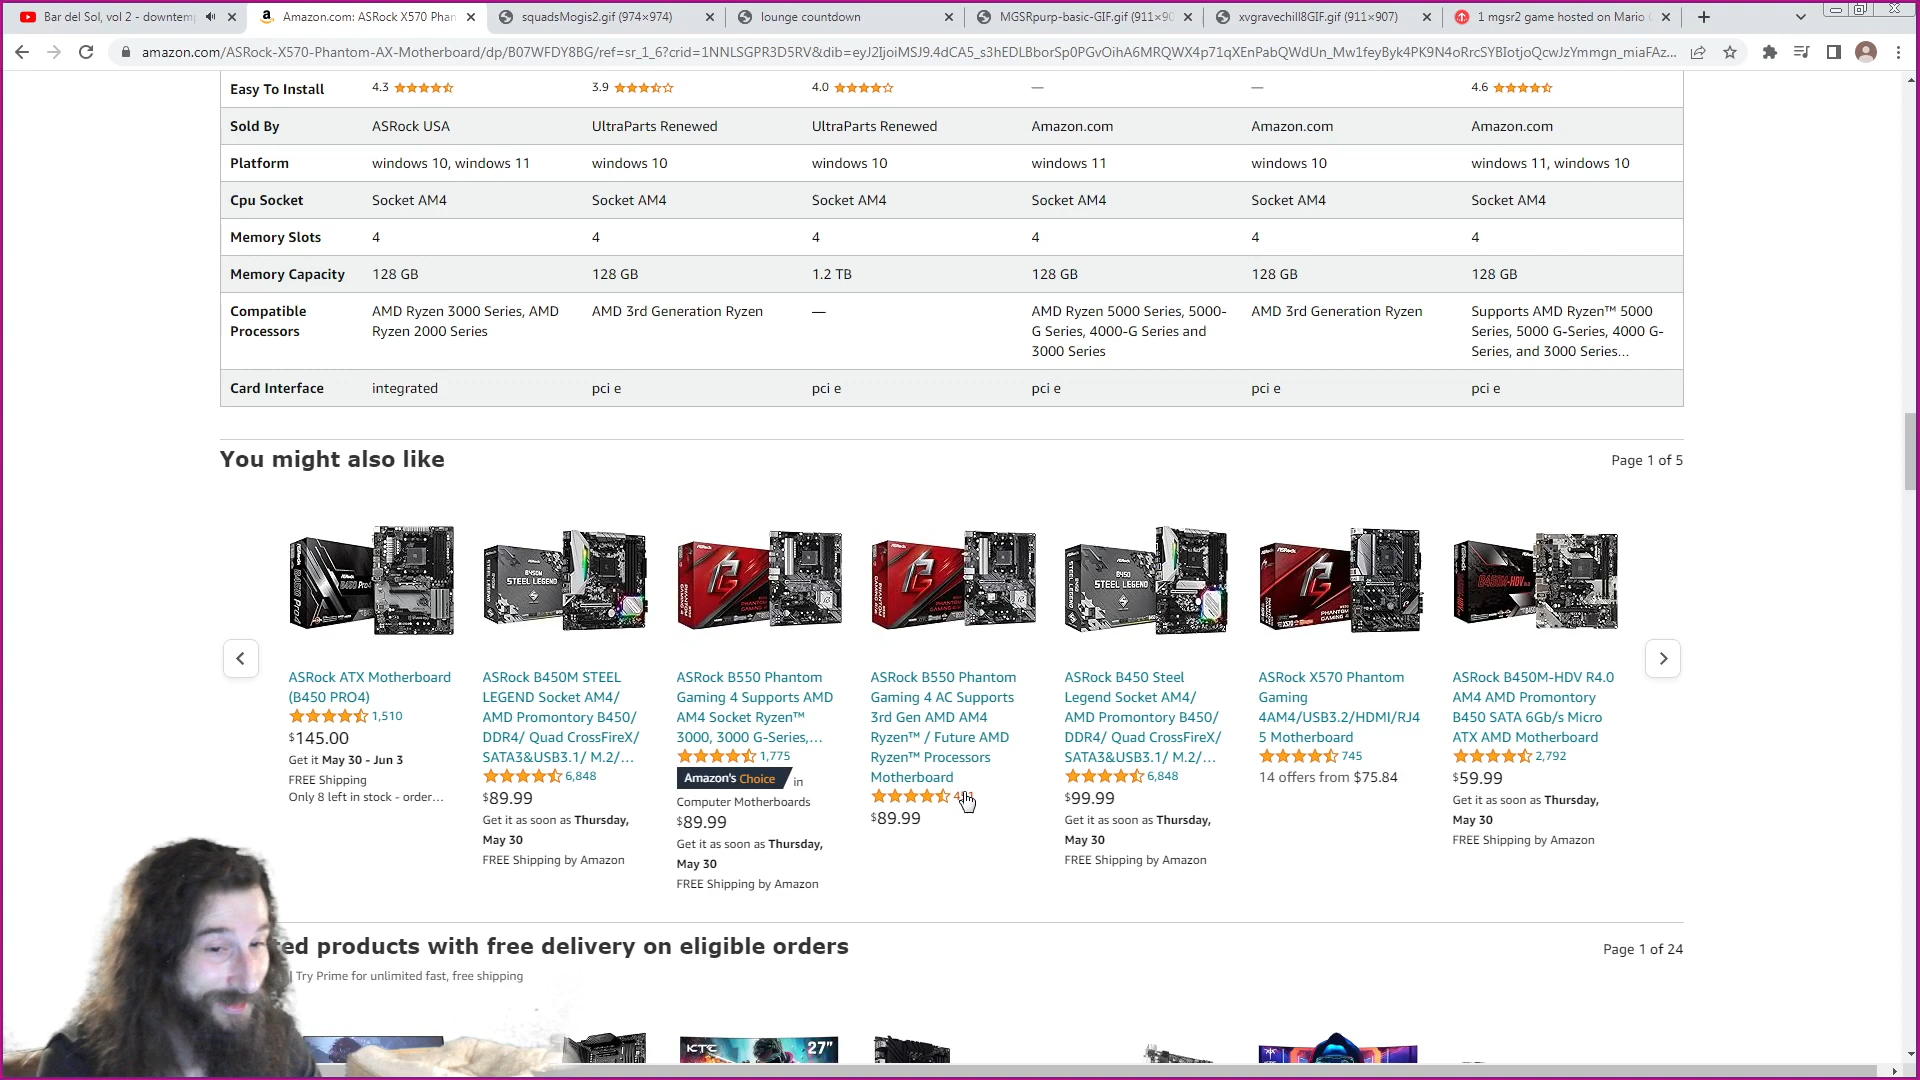 Bar del Sol, vol 2 - downtemp
Amazon.com: ASRock X570 Phan
squadsMogis2.gif (974×974)
lounge countdown
MGSRpurp-basic-GIF.gif (911×90
xvgravechill8GIF.gif (911×907)
1 mgsr2 game hosted on Mario
amazon.com/ASRock-X570-Phantom-AX-Motherboard/dp/B07WFDY8BG/ref=sr_1_6?crid=1NNLSGPR3D5RV&dib=eyJ2IjoiMSJ9.4dCA5_s3hEDLBborSp0PGvOihA6MRQWX4p71qXEnPabQWdUn_Mw1feyByk4PK9N4oRrcSYBIotjoQcwJzYmmgn_miaFAz...
Easy To Install 4.3 3.9 4.0 — — 4.6
Sold By ASRock USA UltraParts Renewed UltraParts Renewed Amazon.com Amazon.com Amazon.com
Platform windows 10, windows 11 windows 10 windows 10 windows 11 windows 10 windows 11, windows 10
Cpu Socket Socket AM4 Socket AM4 Socket AM4 Socket AM4 Socket AM4 Socket AM4
Memory Slots 4 4 4 4 4 4
Memory Capacity 128 GB 128 GB 1.2 TB 128 GB 128 GB 128 GB
Compatible
Processors
AMD Ryzen 3000 Series, AMD
Ryzen 2000 Series
AMD 3rd Generation Ryzen
—
AMD Ryzen 5000 Series, 5000-
G Series, 4000-G Series and
3000 Series
AMD 3rd Generation Ryzen
Supports AMD Ryzen™ 5000
Series, 5000 G-Series, 4000 G-
Series, and 3000 Series...
Card Interface integrated pci e pci e pci e pci e pci e
You might also like
Page 1 of 5
ASRock ATX Motherboard
(B450 PRO4)
1,510
$145.00
Get it May 30 - Jun 3
FREE Shipping
Only 8 left in stock - order...
B450M
STEEL LEGEND
ASRock B450M STEEL
LEGEND Socket AM4/
AMD Promontory B450/
DDR4/ Quad CrossFireX/
SATA3&USB3.1/ M.2/...
6,848
$89.99
Get it as soon as Thursday,
May 30
FREE Shipping by Amazon
ASRock B550 Phantom
Gaming 4 Supports AMD
AM4 Socket Ryzen™
3000, 3000 G-Series,...
1,775
Amazon's Choice in
Computer Motherboards
$89.99
Get it as soon as Thursday,
May 30
FREE Shipping by Amazon
ASRock B550 Phantom
Gaming 4 AC Supports
3rd Gen AMD AM4
Ryzen™ / Future AMD
Ryzen™ Processors
Motherboard
$89.99
B450
STEEL LEGEND
ASRock B450 Steel
Legend Socket AM4/
AMD Promontory B450/
DDR4/ Quad CrossFireX/
SATA3&USB3.1/ M.2/...
6,848
$99.99
Get it as soon as Thursday,
May 30
FREE Shipping by Amazon
ASRock X570 Phantom
Gaming
4AM4/USB3.2/HDMI/RJ4
5 Motherboard
745
14 offers from $75.84
ASRock B450M-HDV R4.0
AM4 AMD Promontory
B450 SATA 6Gb/s Micro
ATX AMD Motherboard
2,792
$59.99
Get it as soon as Thursday,
May 30
FREE Shipping by Amazon
ed products with free delivery on eligible orders
Page 1 of 24
| Try Prime for unlimited fast, free shipping
KTC 27"